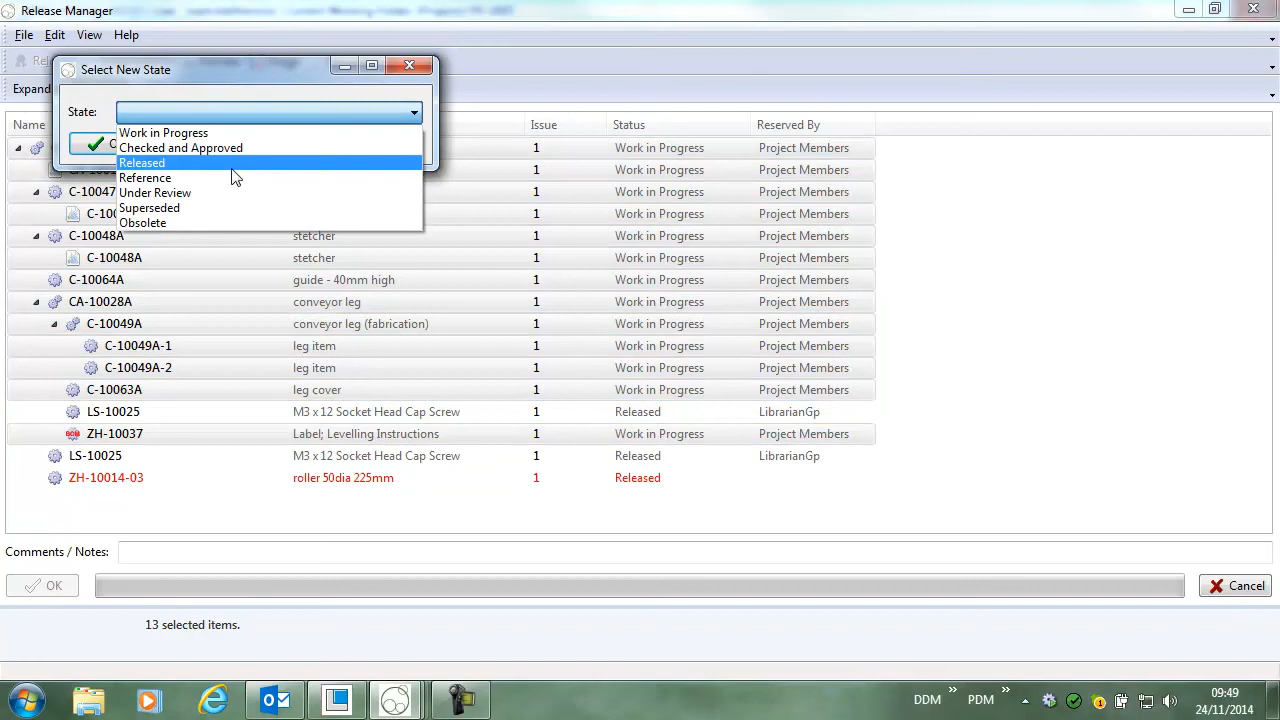 Release Manager
File Edit View Help
Select New State
Expand
State:
Work in Progress
Checked and Approved
Released
Reference
Under Review
Superseded
Obsolete
Name Issue Status Reserved By
1 Work in Progress Project Members
1 Work in Progress Project Members
C-10047 1 Work in Progress Project Members
1 Work in Progress Project Members
C-10048A stetcher 1 Work in Progress Project Members
C-10048A stetcher 1 Work in Progress Project Members
C-10064A guide - 40mm high 1 Work in Progress Project Members
CA-10028A conveyor leg 1 Work in Progress Project Members
C-10049A conveyor leg (fabrication) 1 Work in Progress Project Members
C-10049A-1 leg item 1 Work in Progress Project Members
C-10049A-2 leg item 1 Work in Progress Project Members
C-10063A leg cover 1 Work in Progress Project Members
LS-10025 M3 x 12 Socket Head Cap Screw 1 Released LibrarianGp
ZH-10037 Label; Levelling Instructions 1 Work in Progress Project Members
LS-10025 M3 x 12 Socket Head Cap Screw 1 Released LibrarianGp
ZH-10014-03 roller 50dia 225mm 1 Released
Comments / Notes:
OK Cancel
13 selected items.
DDM PDM
09:49
24/11/2014